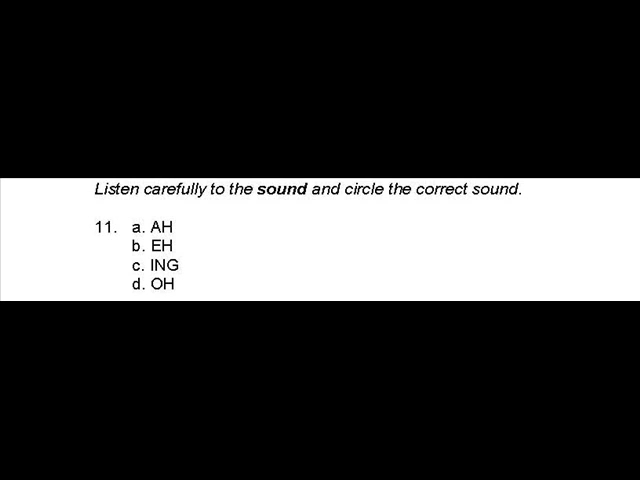 Listen carefully to the sound and circle the correct sound.
11. a. AH
b. EH
c. ING
d. OH